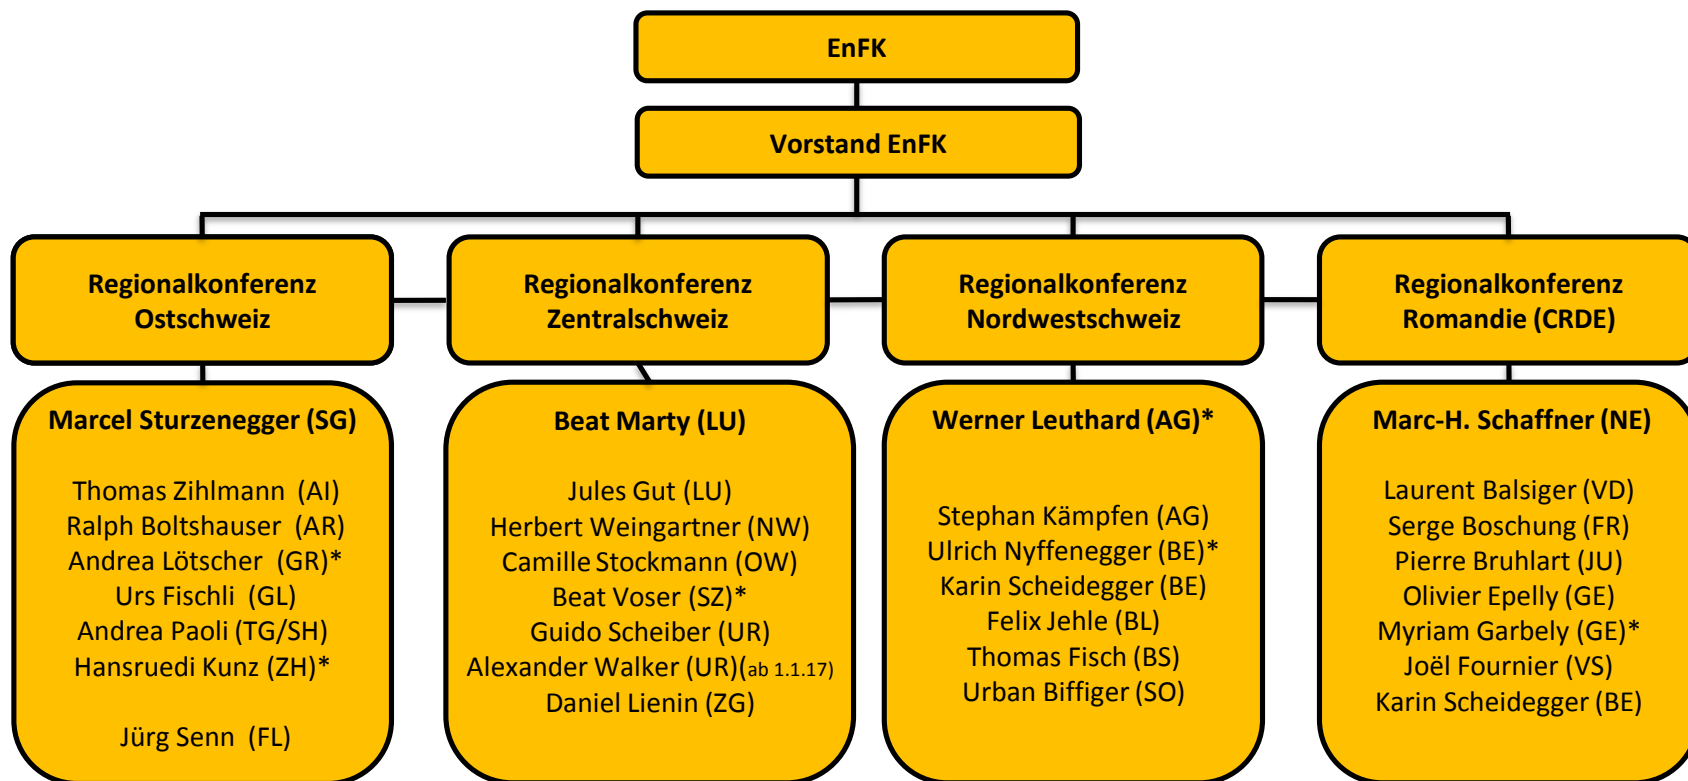 EnFK
Vorstand EnFK
Regionalkonferenz
Ostschweiz
Regionalkonferenz
Zentralschweiz
Regionalkonferenz
Nordwestschweiz
Regionalkonferenz
Romandie (CRDE)
Marcel Sturzenegger (SG)
Thomas Zihlmann (AI)
Ralph Boltshauser (AR)
Andrea Lötscher (GR)*
Urs Fischli (GL)
Andrea Paoli (TG/SH)
Hansruedi Kunz (ZH)*
Jürg Senn (FL)
Beat Marty (LU)
Jules Gut (LU)
Herbert Weingartner (NW)
Camille Stockmann (OW)
Beat Voser (SZ)*
Guido Scheiber (UR)
Alexander Walker (UR)(ab 1.1.17)
Daniel Lienin (ZG)
Werner Leuthard (AG)*
Stephan Kämpfen (AG)
Ulrich Nyffenegger (BE)*
Karin Scheidegger (BE)
Felix Jehle (BL)
Thomas Fisch (BS)
Urban Biffiger (SO)
Marc-H. Schaffner (NE)
Laurent Balsiger (VD)
Serge Boschung (FR)
Pierre Bruhlart (JU)
Olivier Epelly (GE)
Myriam Garbely (GE)*
Joël Fournier (VS)
Karin Scheidegger (BE)